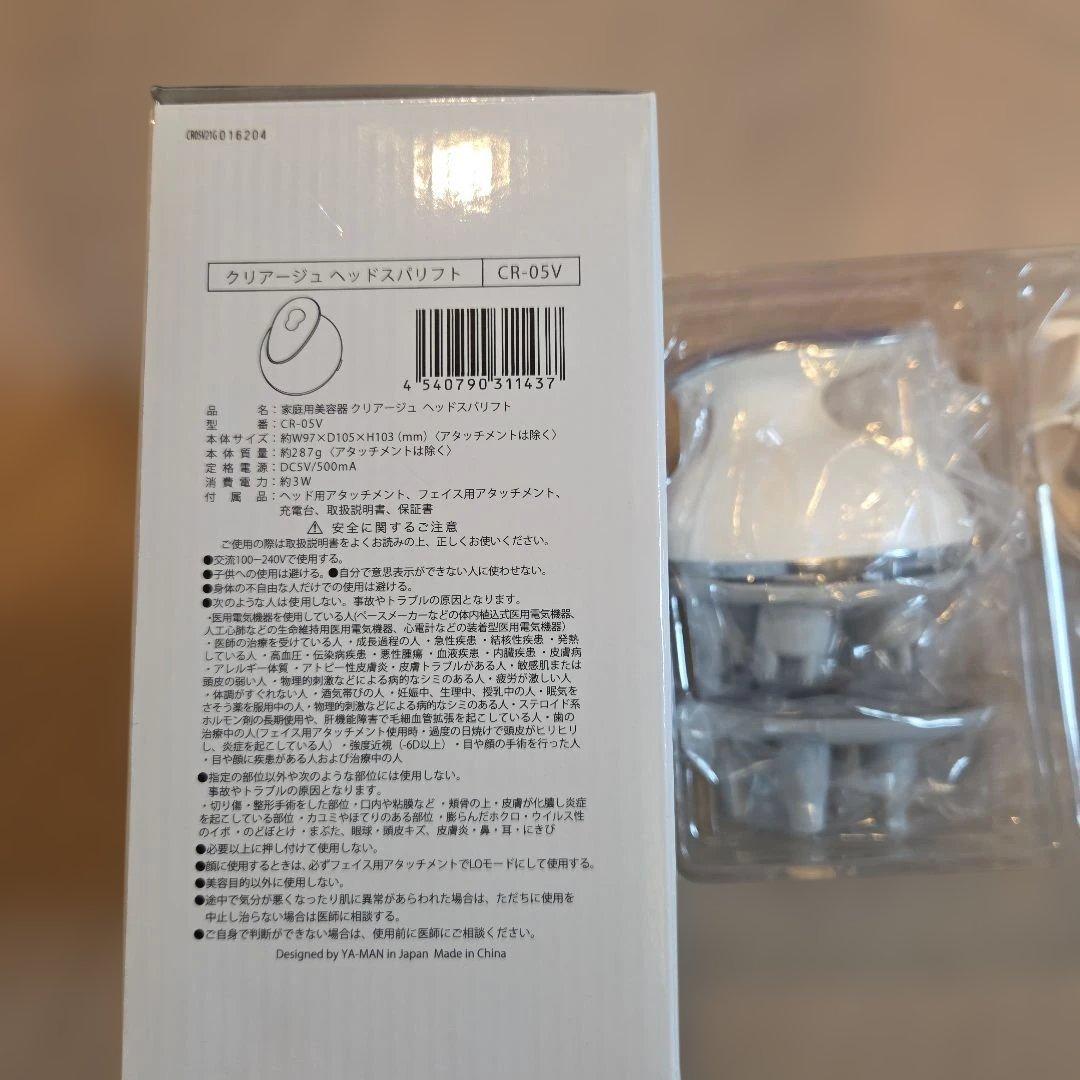 CR05V21G016204
クリアージュ ヘッドスパリフト CR-05V
4 540790 311437
品名：家庭用美容器 クリアージュ ヘッドスパリフト
型番：CR-05V
本体サイズ：約W97×D105×H103（mm）〈アタッチメントは除く〉
本体質量：約287g〈アタッチメントは除く〉
定格電源：DC5V/500mA
消費電力：約3W
付属品：ヘッド用アタッチメント、フェイス用アタッチメント、
充電台、取扱説明書、保証書
⚠ 安全に関するご注意
ご使用の際は取扱説明書をよくお読みの上、正しくお使いください。
●交流100−240Vで使用する。
●子供への使用は避ける。●自分で意思表示ができない人に使わせない。
●身体の不自由な人だけでの使用は避ける。
●次のような人は使用しない。事故やトラブルの原因となります。
・医用電気機器を使用している人(ペースメーカーなどの体内植込式医用電気機器、
人工心肺などの生命維持用医用電気機器、心電計などの装着型医用電気機器)
・医師の治療を受けている人・成長過程の人・急性疾患・結核性疾患・発熱
している人・高血圧・伝染病疾患・悪性腫瘍・血液疾患・内臓疾患・皮膚病
・アレルギー体質・アトピー性皮膚炎・皮膚トラブルがある人・敏感肌または
頭皮の弱い人・物理的刺激などによる病的なシミのある人・疲労が激しい人
・体調がすぐれない人・酒気帯びの人・妊娠中、生理中、授乳中の人・眠気を
さそう薬を服用中の人・物理的刺激などによる病的なシミのある人・ステロイド系
ホルモン剤の長期使用や、肝機能障害で毛細血管拡張を起こしている人・歯の
治療中の人(フェイス用アタッチメント使用時・過度の日焼けで頭皮がヒリヒリ
し、炎症を起こしている人）・強度近視（-6D以上）・目や顔の手術を行った人
・目や顔に疾患がある人および治療中の人
●指定の部位以外や次のような部位には使用しない。
事故やトラブルの原因となります。
・切り傷・整形手術をした部位・口内や粘膜など・頬骨の上・皮膚が化膿し炎症
を起こしている部位・カユミやほてりのある部位・膨らんだホクロ・ウイルス性
のイボ・のどぼとけ・まぶた、眼球・頭皮キズ、皮膚炎・鼻・耳・にきび
●必要以上に押し付けて使用しない。
●顔に使用するときは、必ずフェイス用アタッチメントでLOモードにして使用する。
●美容目的以外に使用しない。
●途中で気分が悪くなったり肌に異常があらわれた場合は、ただちに使用を
中止し治らない場合は医師に相談する。
●ご自身で判断ができない場合は、使用前に医師にご相談ください。
Designed by YA-MAN in Japan Made in China